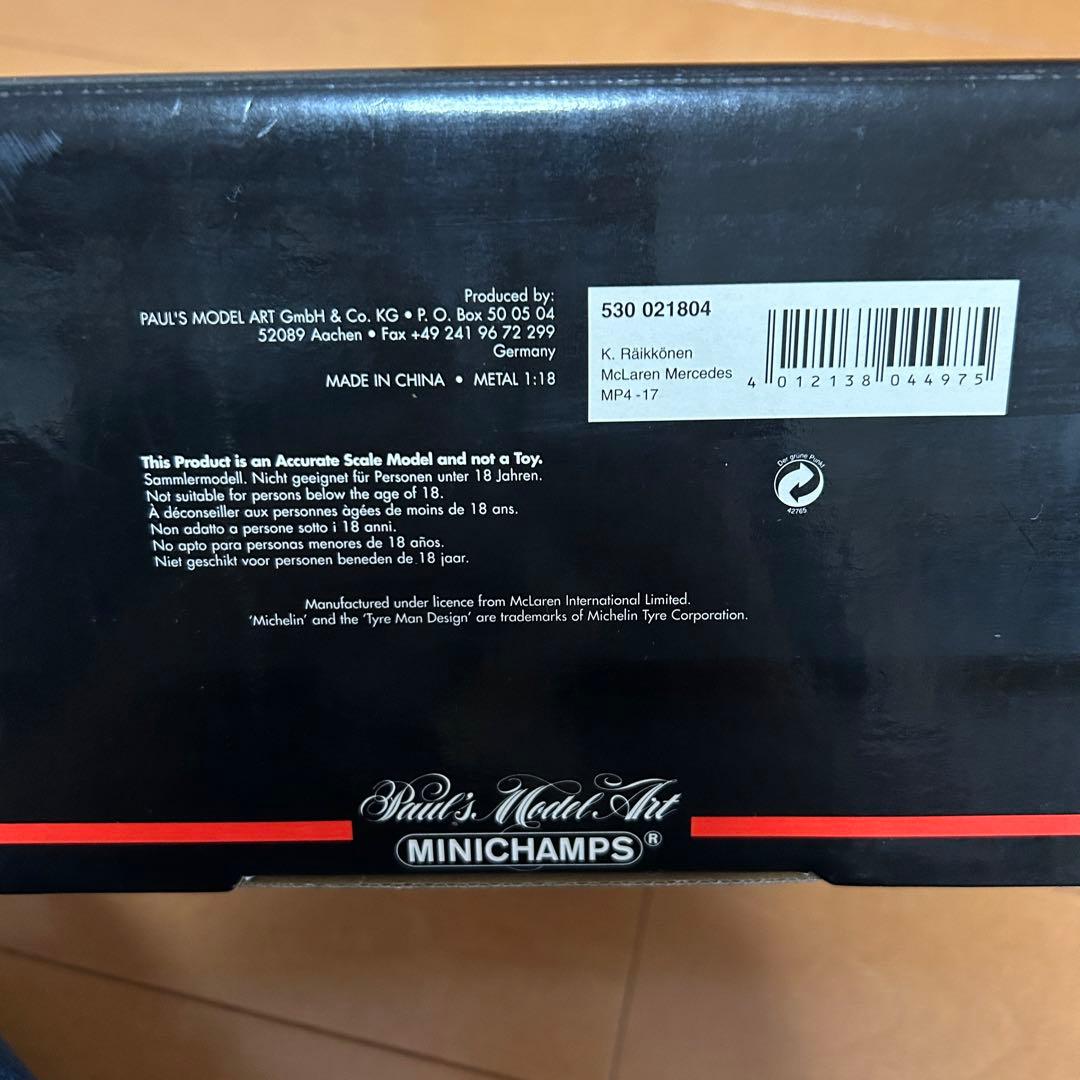 Produced by:
PAUL'S MODEL ART GmbH & Co. KG • P. O. Box 50 05 04
52089 Aachen • Fax +49 241 96 72 299
Germany
MADE IN CHINA • METAL 1:18
530 021804
K. Räikkönen
McLaren Mercedes
MP4 -17
4 012138 044975
This Product is an Accurate Scale Model and not a Toy.
Sammlermodell. Nicht geeignet für Personen unter 18 Jahren.
Not suitable for persons below the age of 18.
À déconseiller aux personnes àgées de moins de 18 ans.
Non adatto a persone sotto i 18 anni.
No apto para personas menores de 18 años.
Niet geschikt voor personen beneden de 18 jaar.
Der grüne Punkt
42765
Manufactured under licence from McLaren International Limited.
'Michelin' and the 'Tyre Man Design' are trademarks of Michelin Tyre Corporation.
Paul's Model Art
MINICHAMPS®